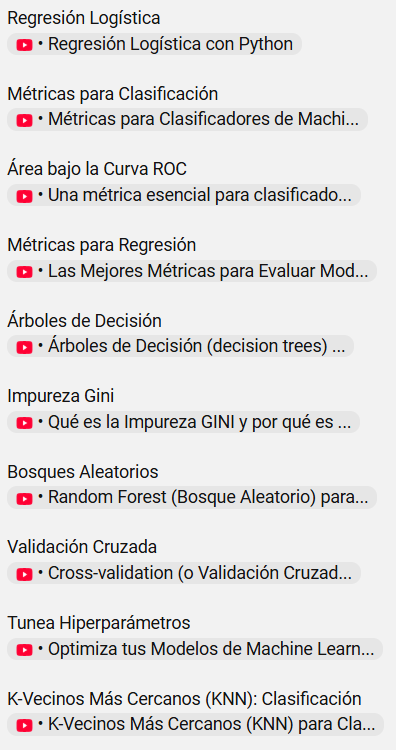 Regresión Logística
• Regresión Logística con Python
Métricas para Clasificación
• Métricas para Clasificadores de Machi...
Área bajo la Curva ROC
• Una métrica esencial para clasificado...
Métricas para Regresión
• Las Mejores Métricas para Evaluar Mod...
Árboles de Decisión
• Árboles de Decisión (decision trees) ...
Impureza Gini
• Qué es la Impureza GINI y por qué es ...
Bosques Aleatorios
• Random Forest (Bosque Aleatorio) para...
Validación Cruzada
• Cross-validation (o Validación Cruzad...
Tunea Hiperparámetros
• Optimiza tus Modelos de Machine Learn...
K-Vecinos Más Cercanos (KNN): Clasificación
• K-Vecinos Más Cercanos (KNN) para Cla...